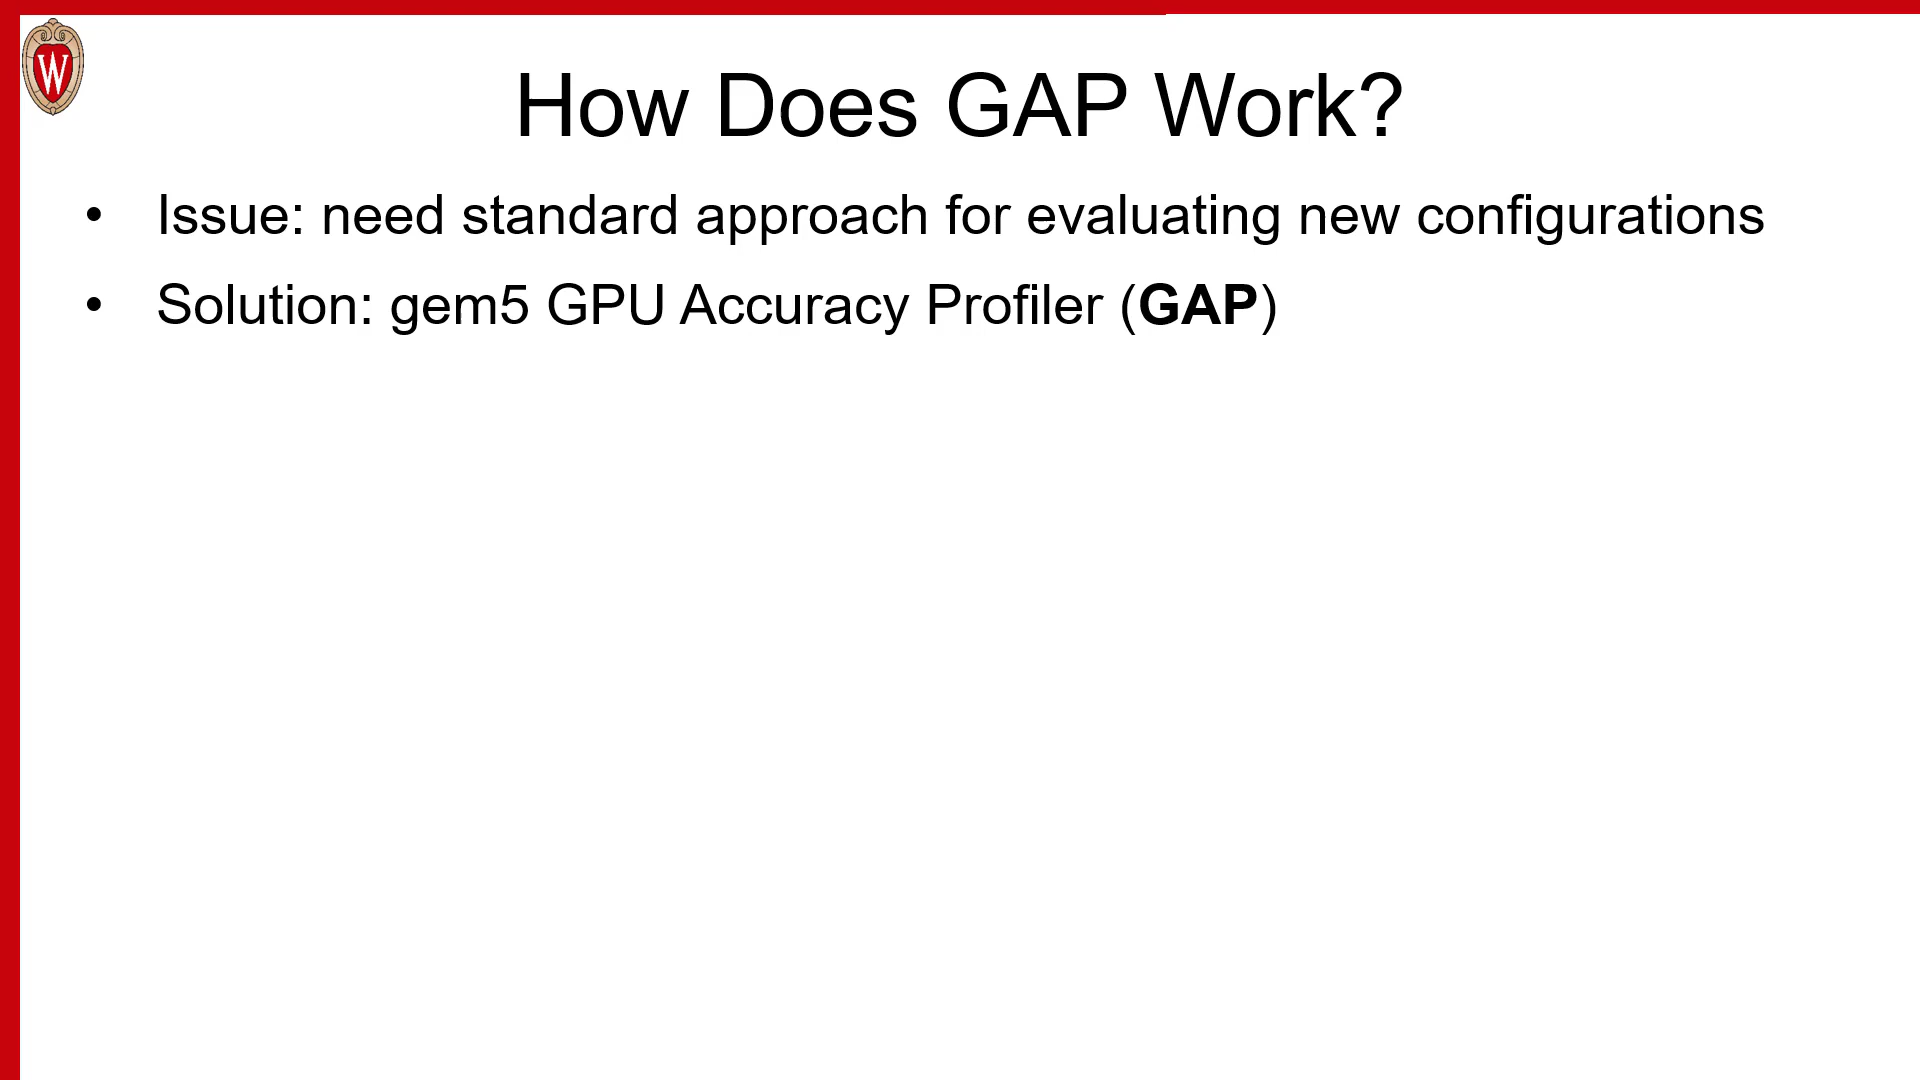 W
How Does GAP Work?
• Issue: need standard approach for evaluating new configurations
• Solution: gem5 GPU Accuracy Profiler (GAP)